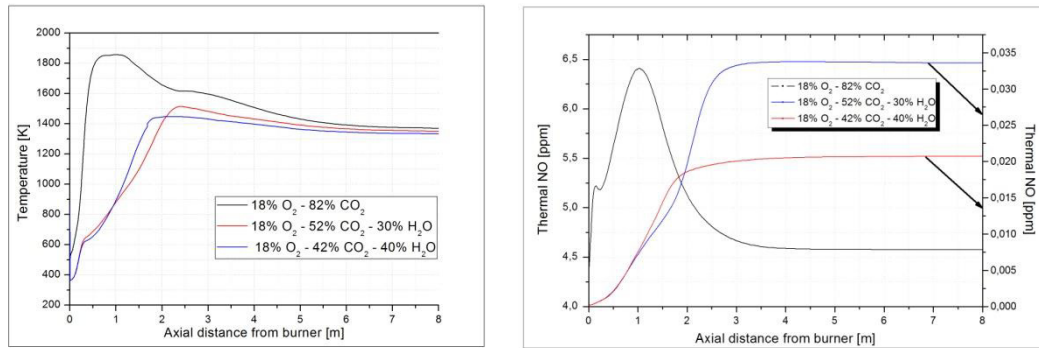 2000
1800
1600
1400
1200
1000
800
600
400
200
Temperature [K]
18% O2 - 82% CO2
18% O2 - 52% CO2 - 30% H2O
18% O2 - 42% CO2 - 40% H2O
0 1 2 3 4 5 6 7 8
Axial distance from burner [m]
6,5
6,0
5,5
5,0
4,5
4,0
Thermal NO [ppm]
18% O2 - 82% CO2
18% O2 - 52% CO2 - 30% H2O
18% O2 - 42% CO2 - 40% H2O
0,035
0,030
0,025
0,020
0,015
0,010
0,005
0,000
Thermal NO [ppm]
0 1 2 3 4 5 6 7 8
Axial distance from burner [m]